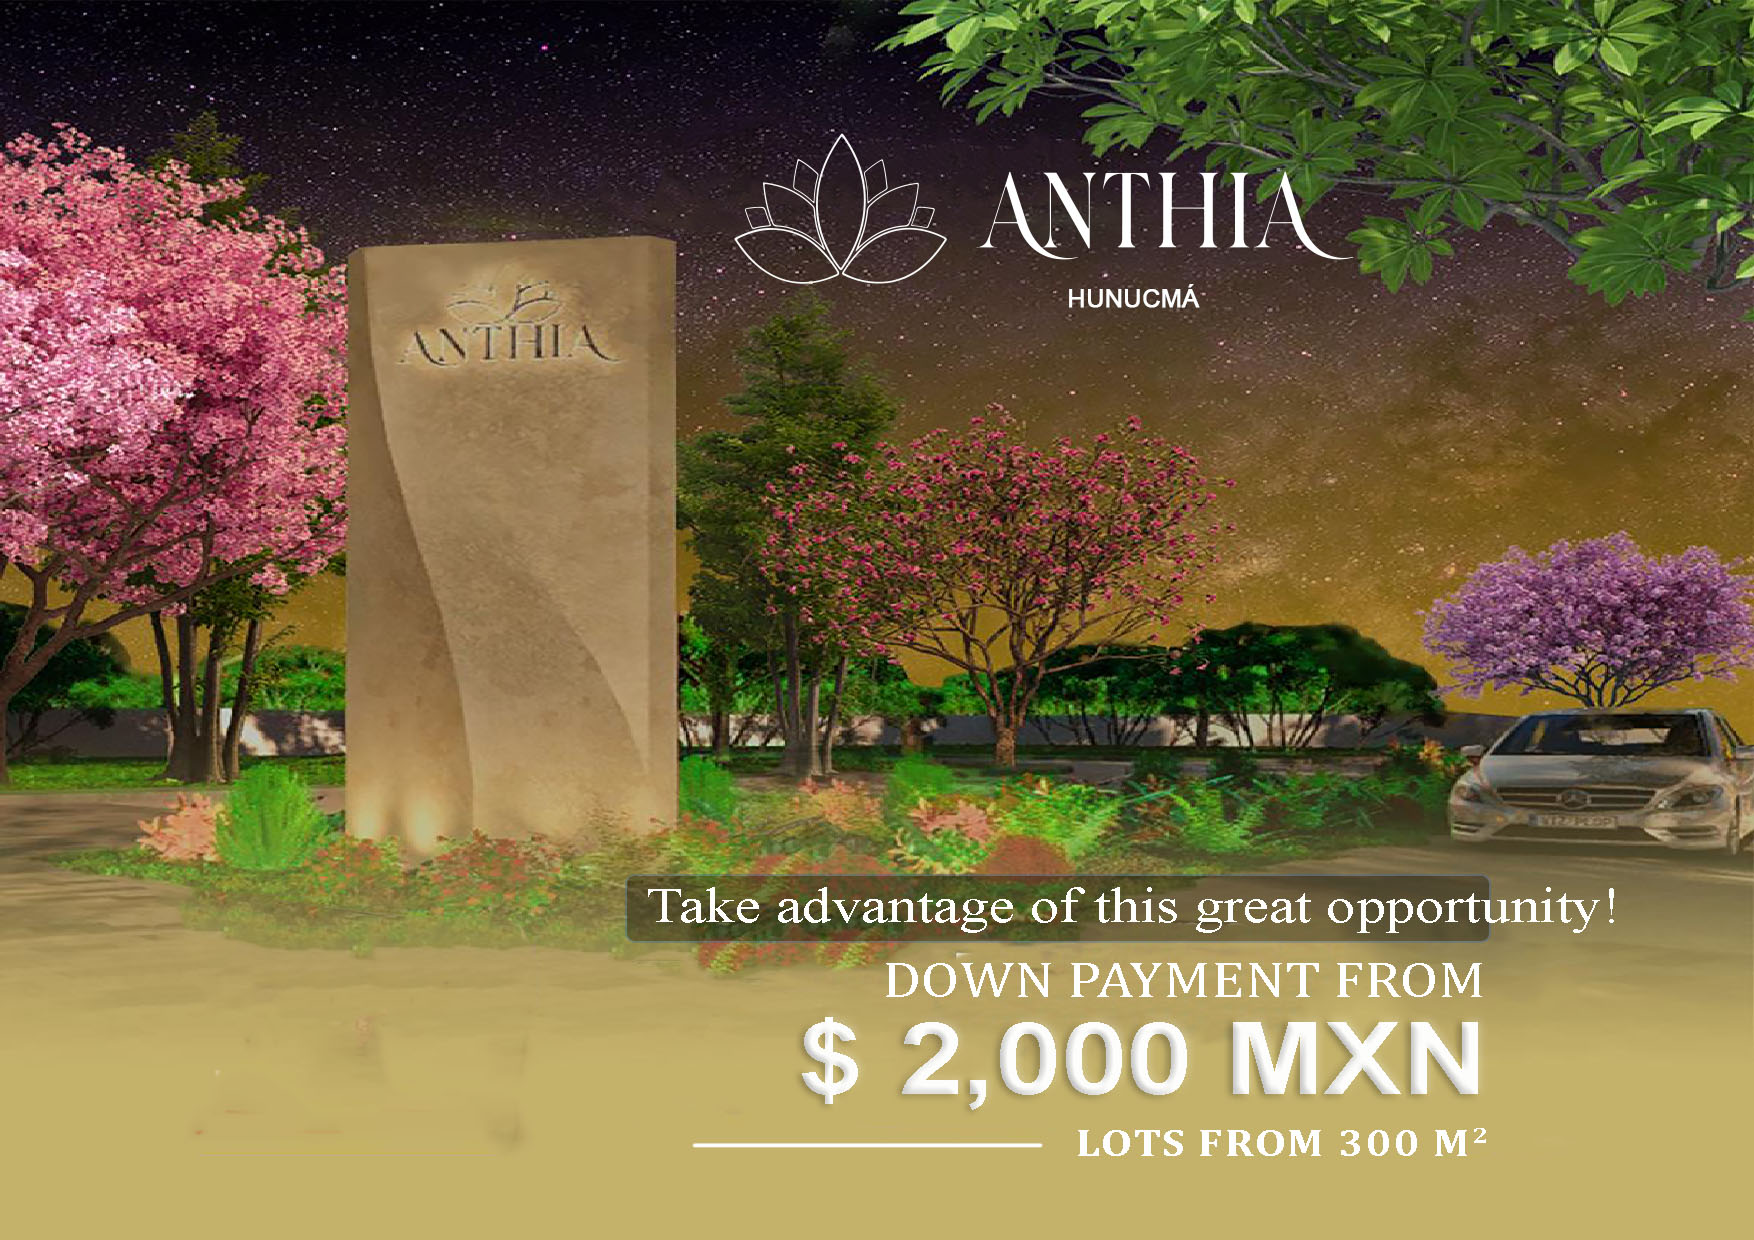 ANTHIA
HUNUCMÁ
ANTHIA
Take advantage of this great opportunity!
DOWN PAYMENT FROM
$ 2,000 MXN
LOTS FROM 300 M²